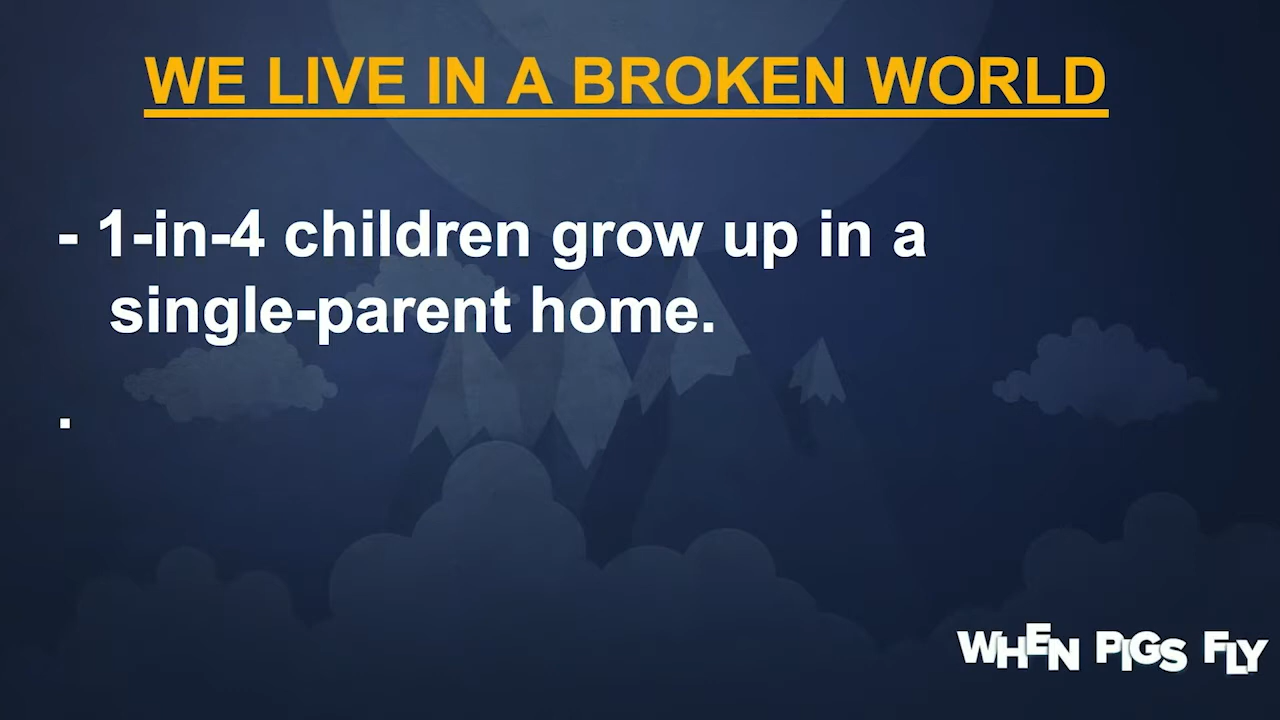 WE LIVE IN A BROKEN WORLD
- 1-in-4 children grow up in a
single-parent home.
.
WHEN PIGS FLY